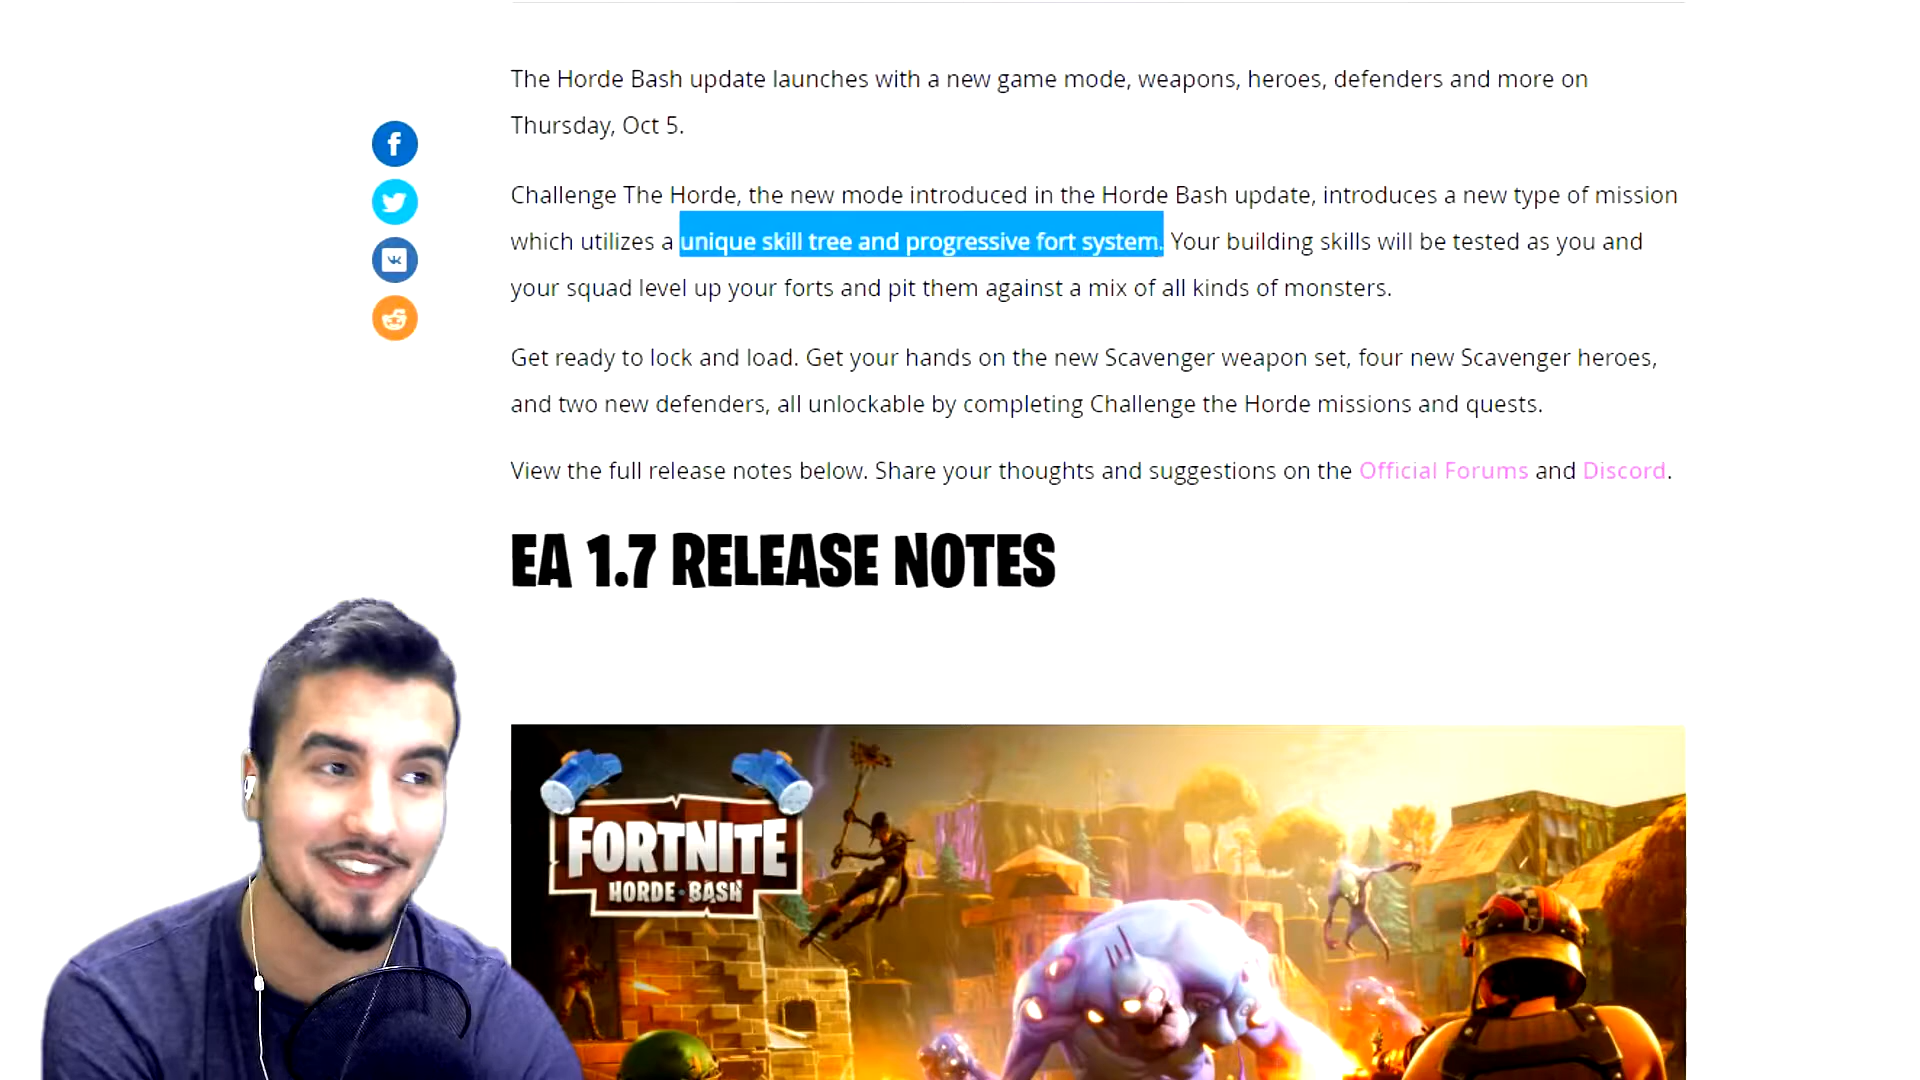 The Horde Bash update launches with a new game mode, weapons, heroes, defenders and more on
Thursday, Oct 5.
Challenge The Horde, the new mode introduced in the Horde Bash update, introduces a new type of mission
which utilizes a unique skill tree and progressive fort system. Your building skills will be tested as you and
your squad level up your forts and pit them against a mix of all kinds of monsters.
Get ready to lock and load. Get your hands on the new Scavenger weapon set, four new Scavenger heroes,
and two new defenders, all unlockable by completing Challenge the Horde missions and quests.
View the full release notes below. Share your thoughts and suggestions on the Official Forums and Discord.
EA 1.7 RELEASE NOTES
FORTNITE
HORDE BASH